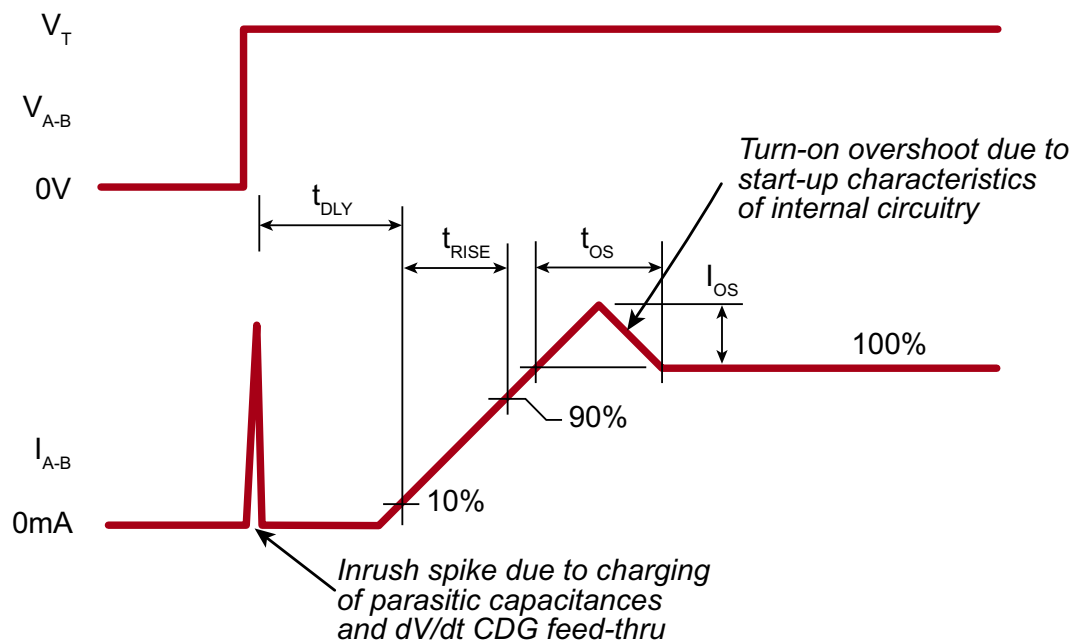 V_T
V_A-B
0V
Turn-on overshoot due to
start-up characteristics
of internal circuitry
t_DLY
t_RISE
t_OS
I_OS
100%
90%
I_A-B
10%
0mA
Inrush spike due to charging
of parasitic capacitances
and dV/dt CDG feed-thru